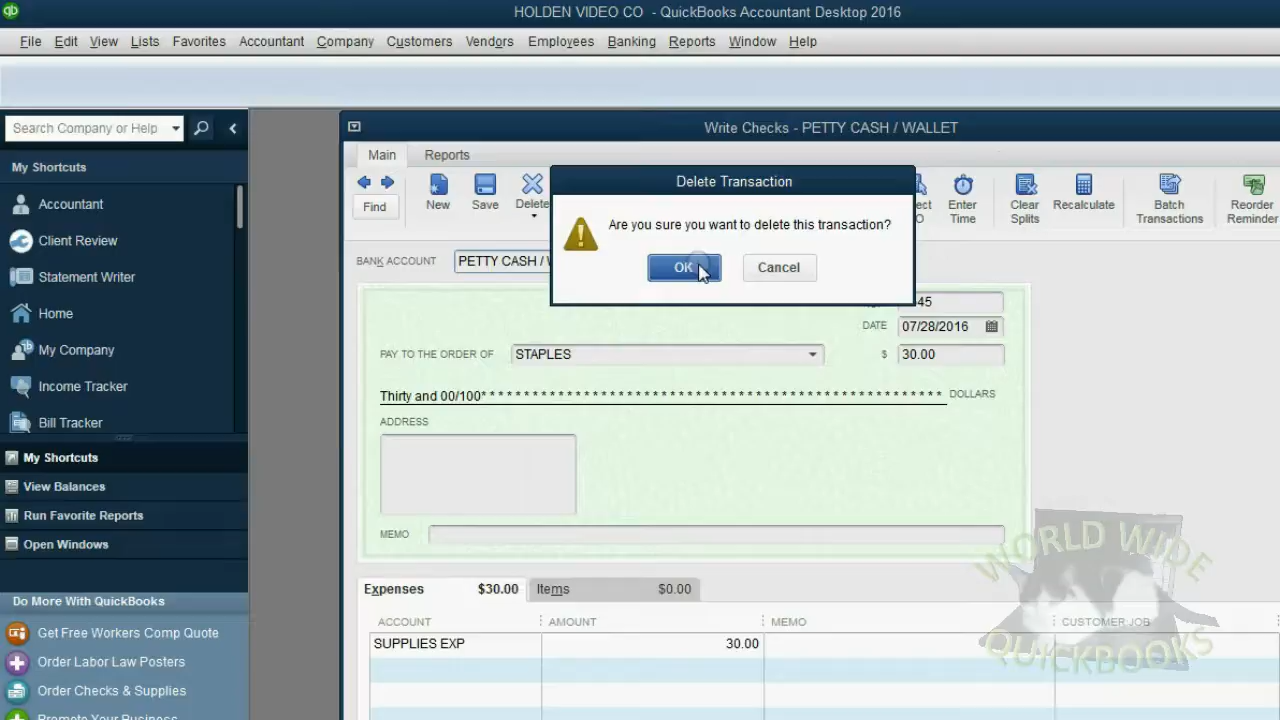 HOLDEN VIDEO CO - QuickBooks Accountant Desktop 2016
File Edit View Lists Favorites Accountant Company Customers Vendors Employees Banking Reports Window Help
Search Company or Help
My Shortcuts
Accountant
Client Review
Statement Writer
Home
My Company
Income Tracker
Bill Tracker
My Shortcuts
View Balances
Run Favorite Reports
Open Windows
Do More With QuickBooks
Get Free Workers Comp Quote
Order Labor Law Posters
Order Checks & Supplies
Promote Your Business
Write Checks - PETTY CASH / WALLET
Main Reports
Find
New
Save
Delete
Enter Time
Clear Splits
Recalculate
Batch Transactions
Reorder Reminder
Delete Transaction
Are you sure you want to delete this transaction?
OK Cancel
BANK ACCOUNT PETTY CASH /
45
DATE 07/28/2016
PAY TO THE ORDER OF STAPLES $ 30.00
Thirty and 00/100* * * * * * * * * * * * * * * * * * * * * * * * * * * * * * * * * * * * * * * * * * * DOLLARS
ADDRESS
MEMO
Expenses $30.00 Items $0.00
ACCOUNT AMOUNT MEMO CUSTOMER:JOB
SUPPLIES EXP 30.00
WORLD WIDE
QUICKBOOKS